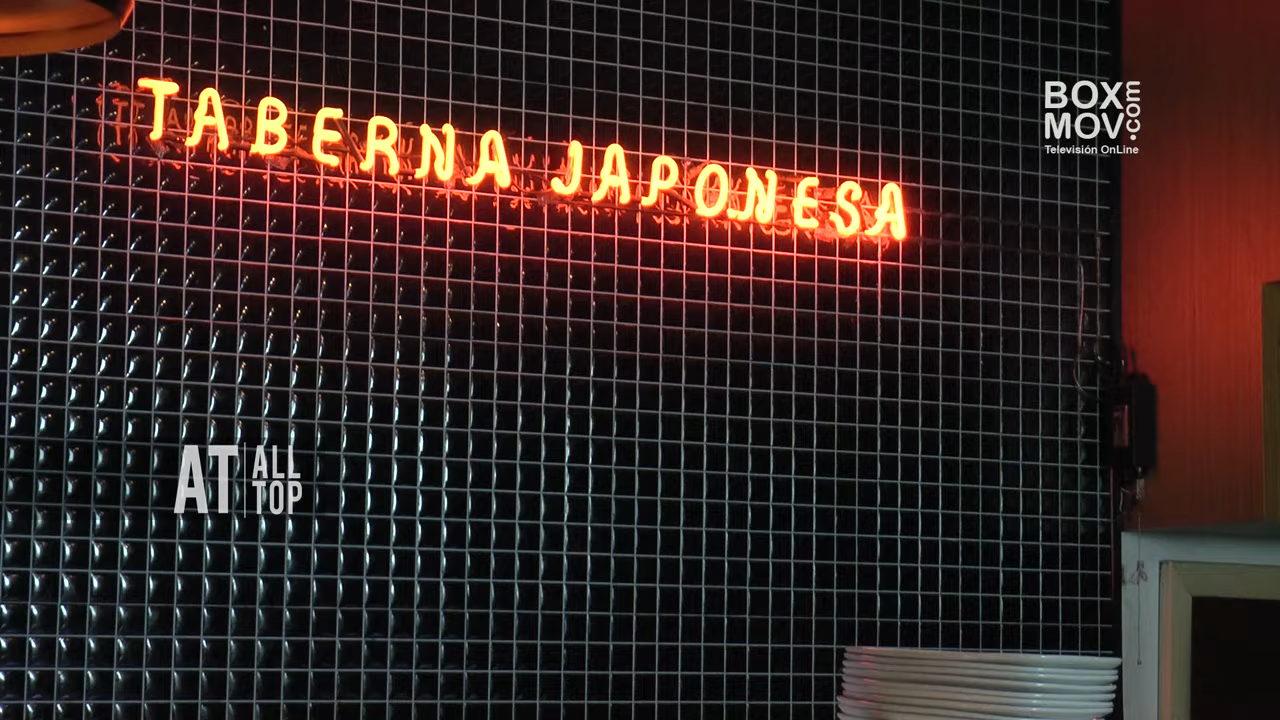 TABERNA JAPONESA
BOX
MOV.com
Televisión OnLine
AT ALL
TOP